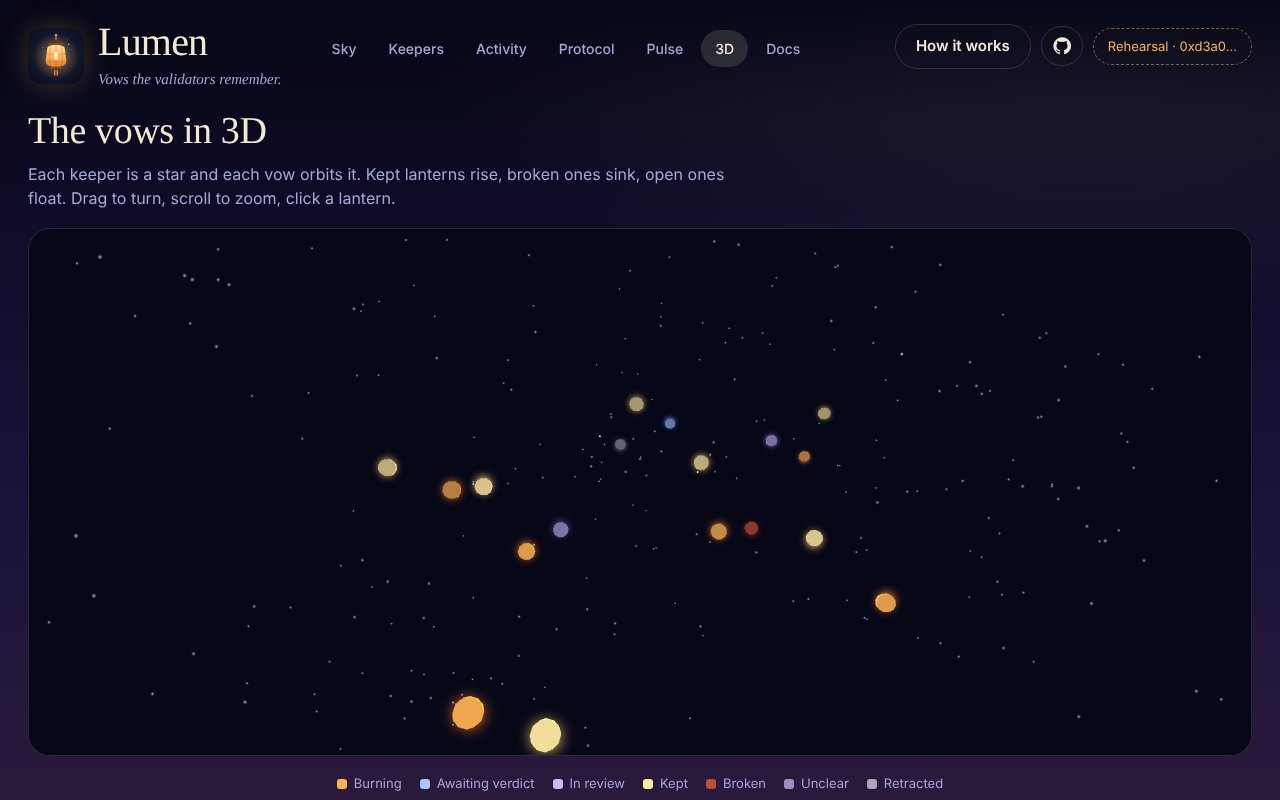 Lumen
Vows the validators remember.
Sky
Keepers
Activity
Protocol
Pulse
3D
Docs
How it works
Rehearsal · 0xd3a0…
The vows in 3D
Each keeper is a star and each vow orbits it. Kept lanterns rise, broken ones sink, open ones
float. Drag to turn, scroll to zoom, click a lantern.
Burning
Awaiting verdict
In review
Kept
Broken
Unclear
Retracted